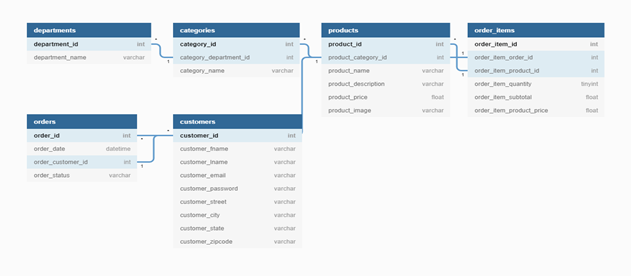 departments
department_id int
department_name varchar
categories
category_id int
category_department_id int
category_name varchar
products
product_id int
product_category_id int
product_name varchar
product_description varchar
product_price float
product_image varchar
order_items
order_item_id int
order_item_order_id int
order_item_product_id int
order_item_quantity tinyint
order_item_subtotal float
order_item_product_price float
orders
order_id int
order_date datetime
order_customer_id int
order_status varchar
customers
customer_id int
customer_fname varchar
customer_lname varchar
customer_email varchar
customer_password varchar
customer_street varchar
customer_city varchar
customer_state varchar
customer_zipcode varchar